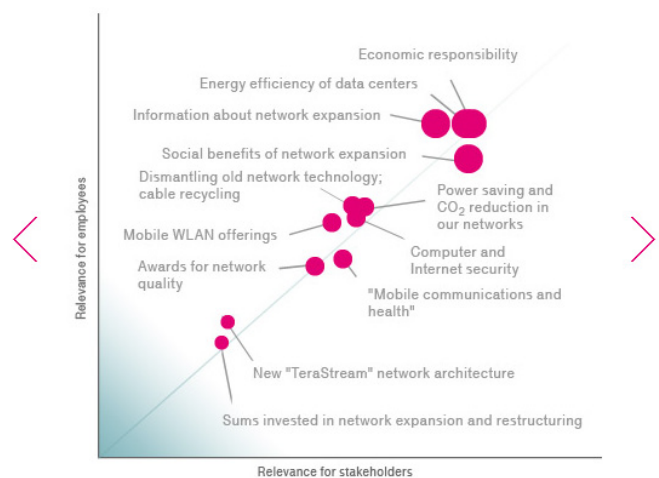 Economic responsibility
Energy efficiency of data centers
Information about network expansion
Social benefits of network expansion
Dismantling old network technology;
cable recycling
Power saving and
CO₂ reduction in
our networks
Mobile WLAN offerings
Computer and
Internet security
Awards for network
quality
"Mobile communications and
health"
New "TeraStream" network architecture
Sums invested in network expansion and restructuring
Relevance for employees
Relevance for stakeholders